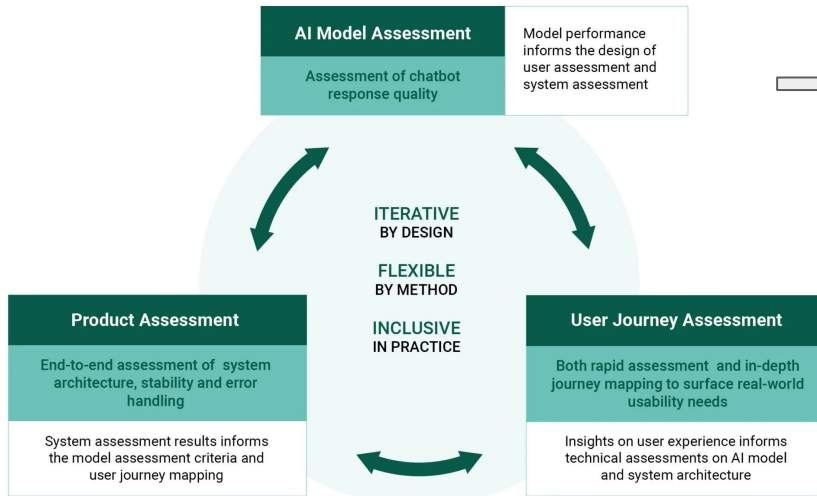 AI Model Assessment
Assessment of chatbot
response quality
Model performance
informs the design of
user assessment and
system assessment
ITERATIVE
BY DESIGN
FLEXIBLE
BY METHOD
INCLUSIVE
IN PRACTICE
Product Assessment
End-to-end assessment of system
architecture, stability and error
handling
System assessment results informs
the model assessment criteria and
user journey mapping
User Journey Assessment
Both rapid assessment and in-depth
journey mapping to surface real-world
usability needs
Insights on user experience informs
technical assessments on AI model
and system architecture